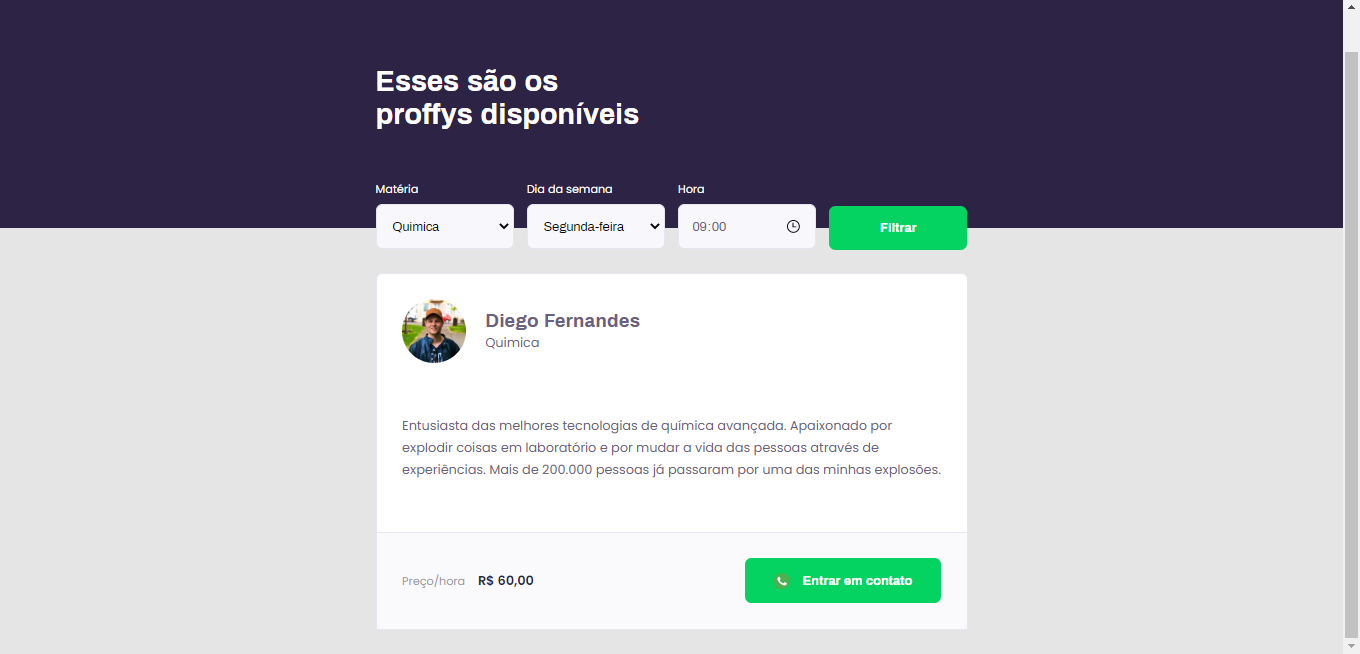 Esses são os
proffys disponíveis
Matéria
Dia da semana
Hora
Quimica
Segunda-feira
09:00
Filtrar
Diego Fernandes
Quimica
Entusiasta das melhores tecnologias de química avançada. Apaixonado por
explodir coisas em laboratório e por mudar a vida das pessoas através de
experiências. Mais de 200.000 pessoas já passaram por uma das minhas explosões.
Preço/hora
R$ 60,00
Entrar em contato